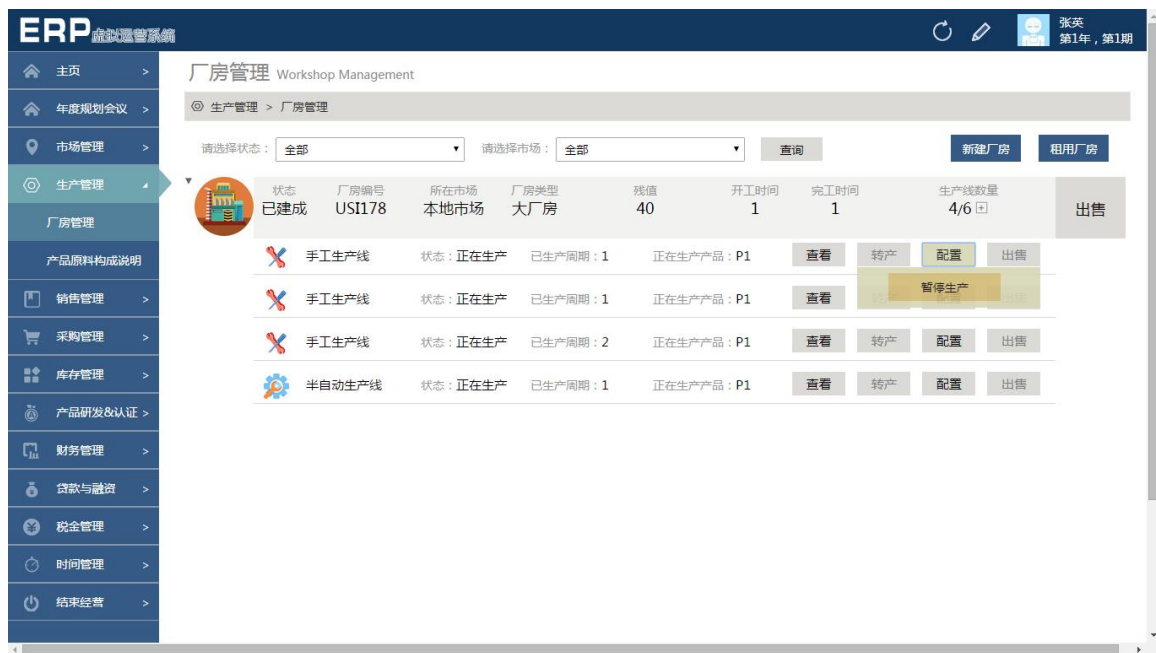 ERP虚拟运营系统
张英
第1年，第1期
主页 >
年度规划会议 >
市场管理 >
生产管理
厂房管理
产品原料构成说明
销售管理 >
采购管理 >
库存管理 >
产品研发&认证 >
财务管理 >
贷款与融资 >
税金管理 >
时间管理 >
结束经营 >
厂房管理 Workshop Management
生产管理 > 厂房管理
请选择状态： 全部 请选择市场： 全部 查询 新建厂房 租用厂房
状态 厂房编号 所在市场 厂房类型 残值 开工时间 完工时间 生产线数量
已建成 USI178 本地市场 大厂房 40 1 1 4/6 出售
手工生产线 状态：正在生产 已生产周期：1 正在生产产品：P1 查看 转产 配置 出售
暂停生产
手工生产线 状态：正在生产 已生产周期：1 正在生产产品：P1 查看
手工生产线 状态：正在生产 已生产周期：2 正在生产产品：P1 查看 转产 配置 出售
半自动生产线 状态：正在生产 已生产周期：1 正在生产产品：P1 查看 转产 配置 出售